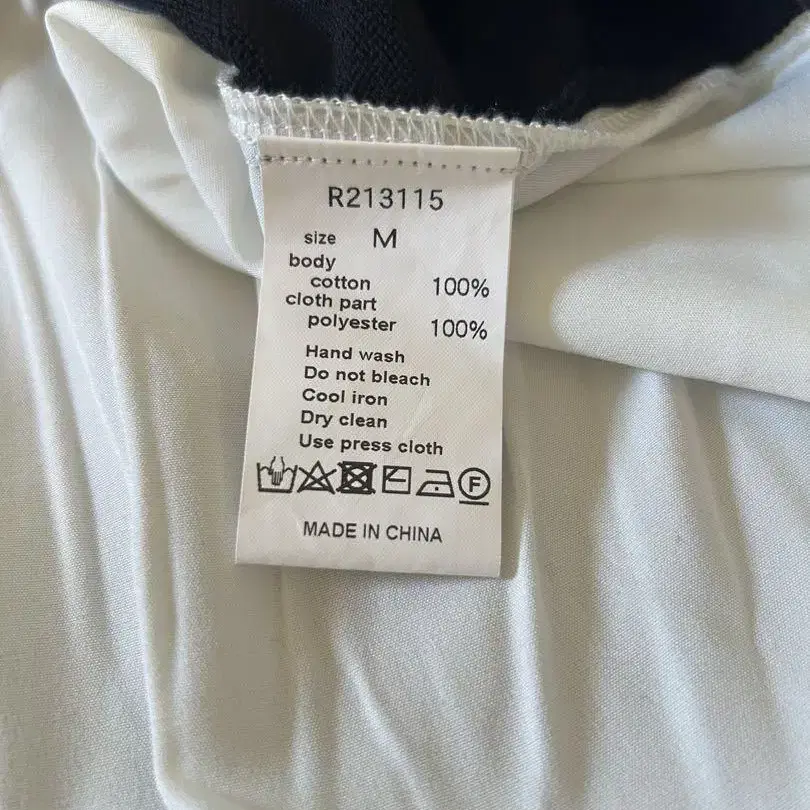 R213115
size M
body
cotton 100%
cloth part
polyester 100%
Hand wash
Do not bleach
Cool iron
Dry clean
Use press cloth
F
MADE IN CHINA